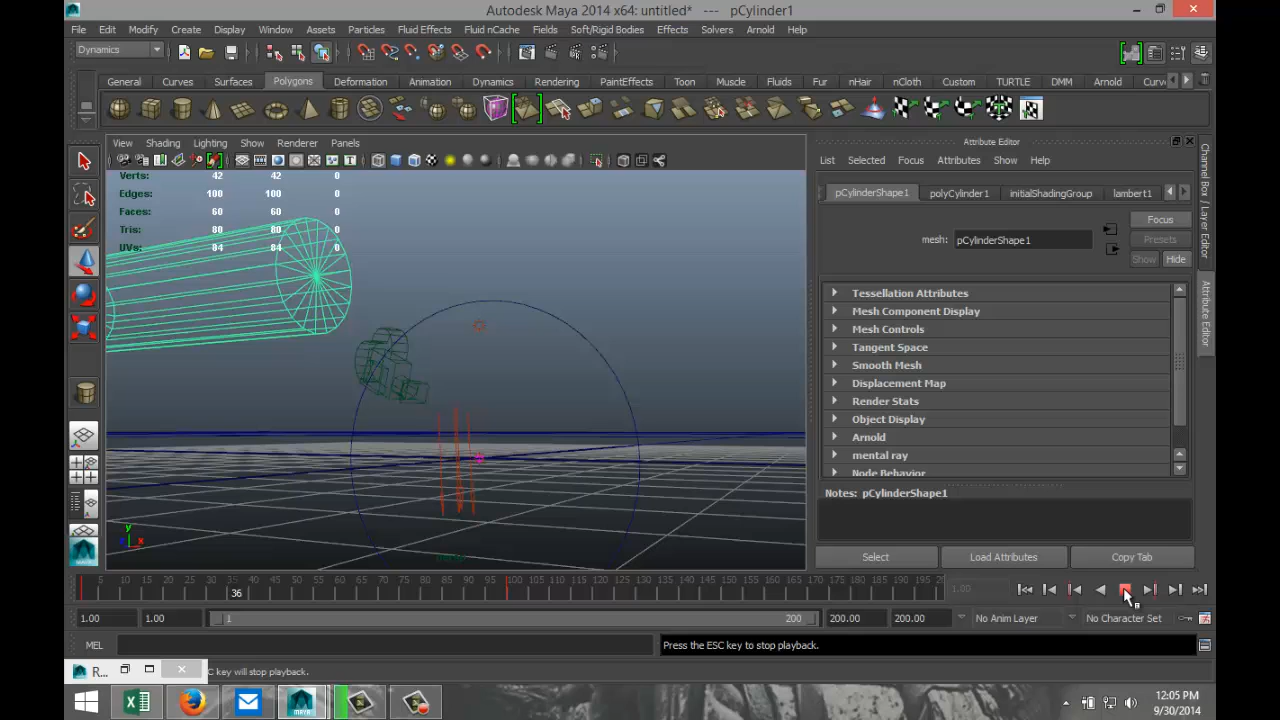 Autodesk Maya 2014 x64: untitled* --- pCylinder1
File Edit Modify Create Display Window Assets Particles Fluid Effects Fluid nCache Fields Soft/Rigid Bodies Effects Solvers Arnold Help
Dynamics
General Curves Surfaces Polygons Deformation Animation Dynamics Rendering PaintEffects Toon Muscle Fluids Fur nHair nCloth Custom TURTLE DMM Arnold Curv
View Shading Lighting Show Renderer Panels
Attribute Editor
List Selected Focus Attributes Show Help
Verts: 42 42 0
Edges: 100 100 0
Faces: 60 60 0
Tris: 80 80 0
UVs: 84 84 0
pCylinderShape1 polyCylinder1 initialShadingGroup lambert1
mesh: pCylinderShape1
Focus
Presets
Show Hide
Tessellation Attributes
Mesh Component Display
Mesh Controls
Tangent Space
Smooth Mesh
Displacement Map
Render Stats
Object Display
Arnold
mental ray
Node Behavior
Notes: pCylinderShape1
Select Load Attributes Copy Tab
Channel Box / Layer Editor
Attribute Editor
y
x
5 10 15 20 25 30 35 40 45 50 55 60 65 70 75 80 85 90 95 100 105 110 115 120 125 130 135 140 145 150 155 160 165 170 175 180 185 190 195 200
36
1.00
1.00 1.00 1 200 200.00 200.00 No Anim Layer No Character Set
MEL Press the ESC key to stop playback.
R... C key will stop playback.
12:05 PM
9/30/2014